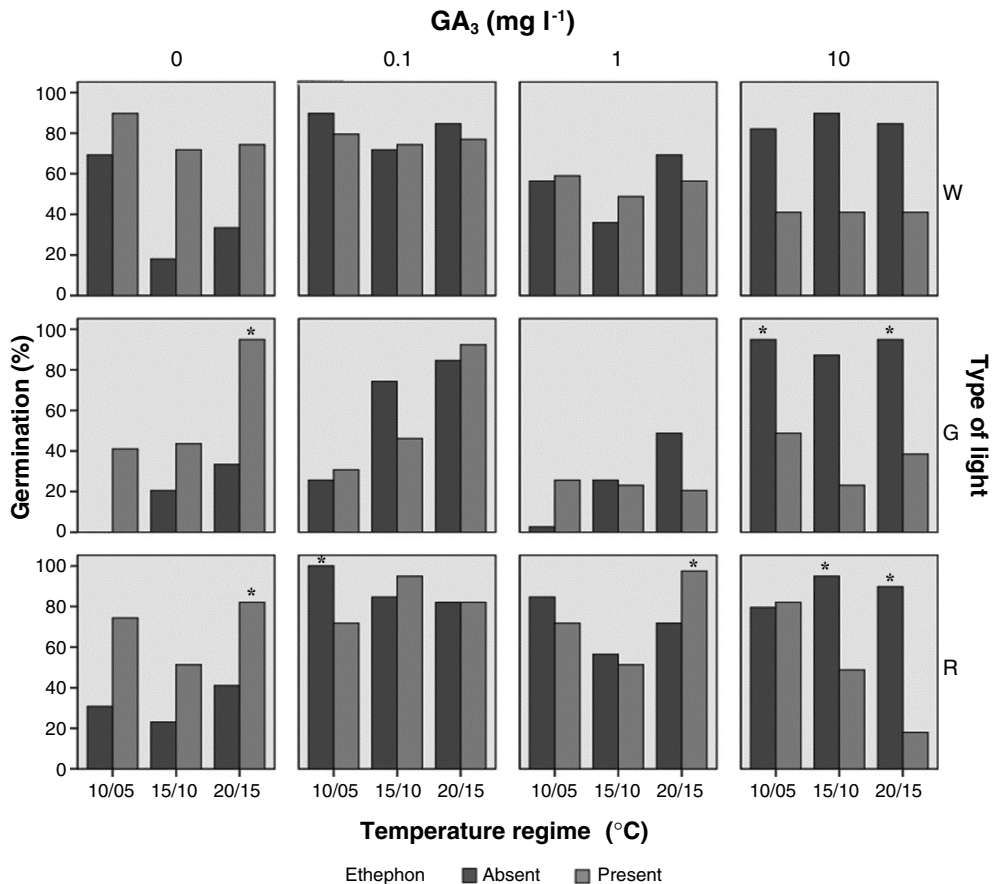 GA₃ (mg l⁻¹)
0 0.1 1 10
100
80
60
40
20
0
W
100
*
* *
80
60
40
20
0
G
100
*
*
*
* *
80
60
40
20
0
R
Germination (%)
Type of light
10/05 15/10 20/15 10/05 15/10 20/15 10/05 15/10 20/15 10/05 15/10 20/15
Temperature regime (°C)
Ethephon Absent Present